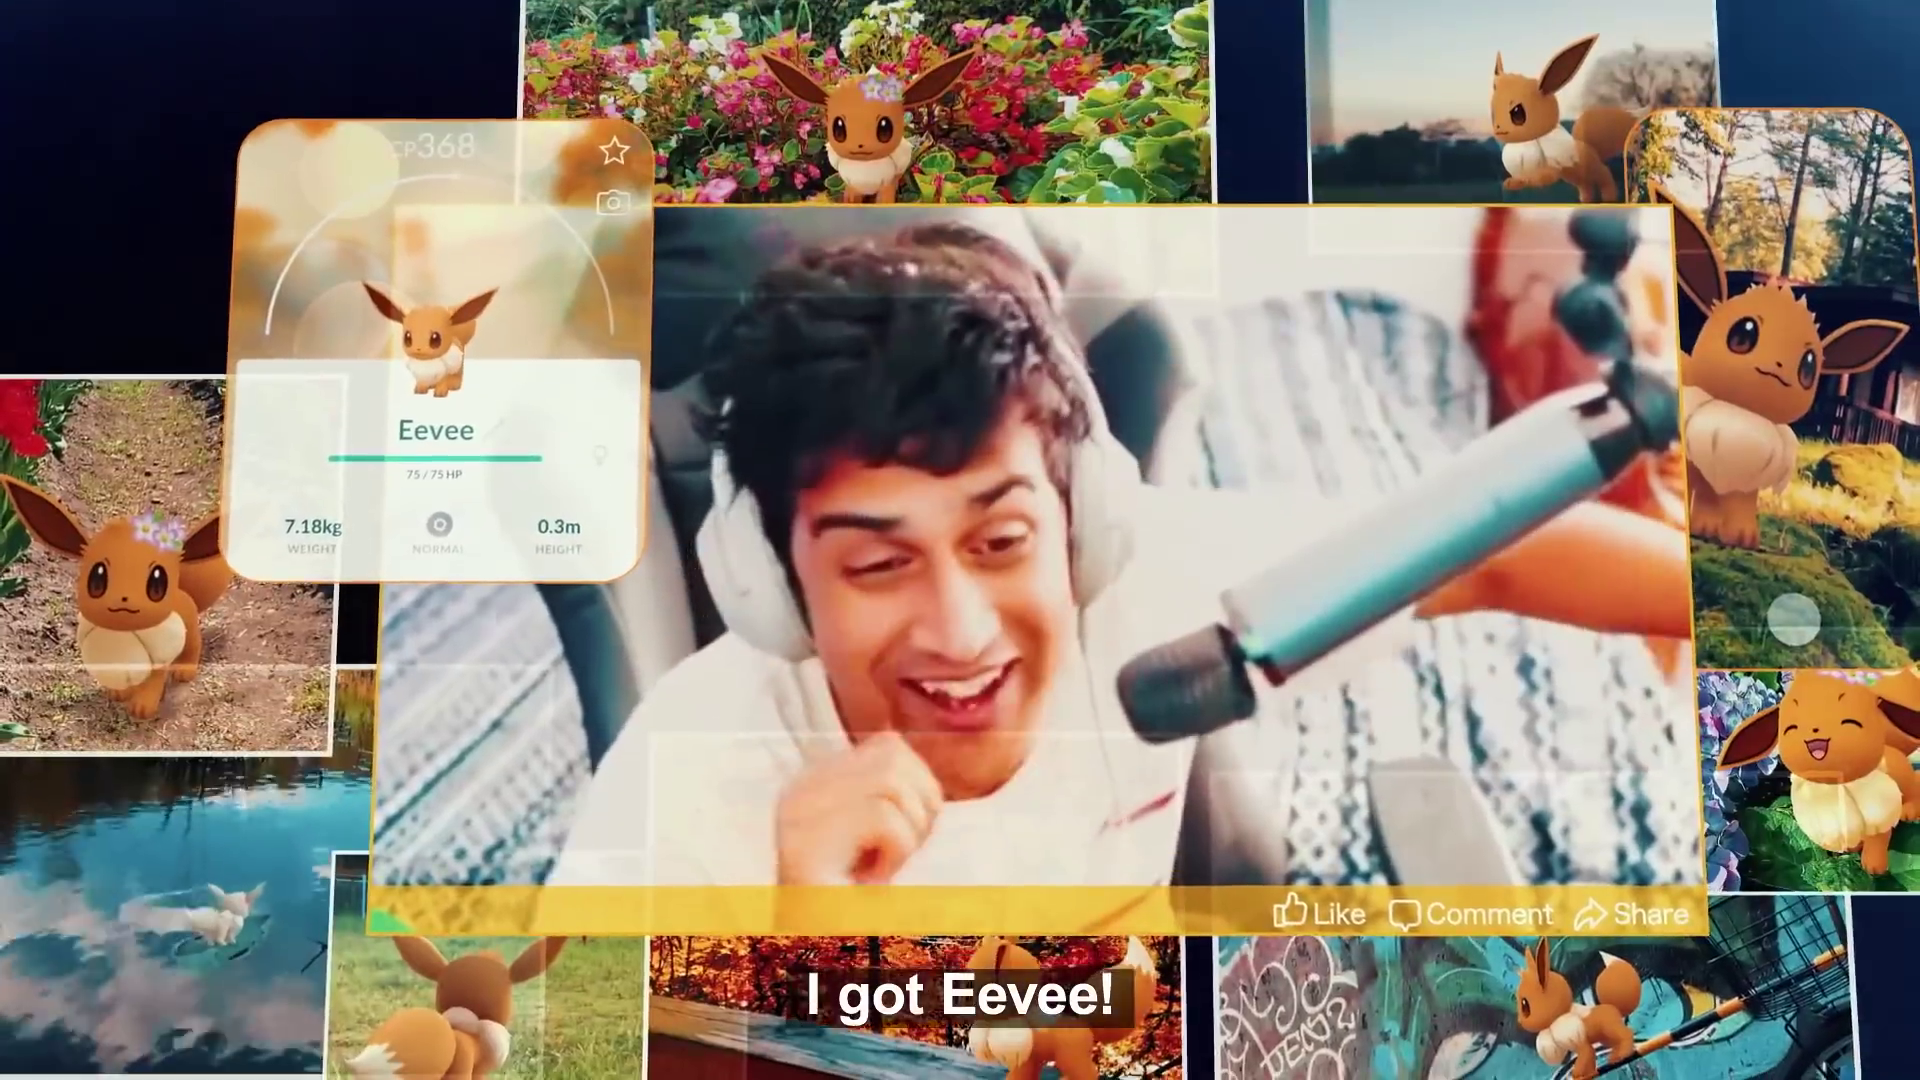 CP368
Eevee
75 / 75 HP
7.18kg
WEIGHT
NORMAL
0.3m
HEIGHT
Like Comment Share
I got Eevee!